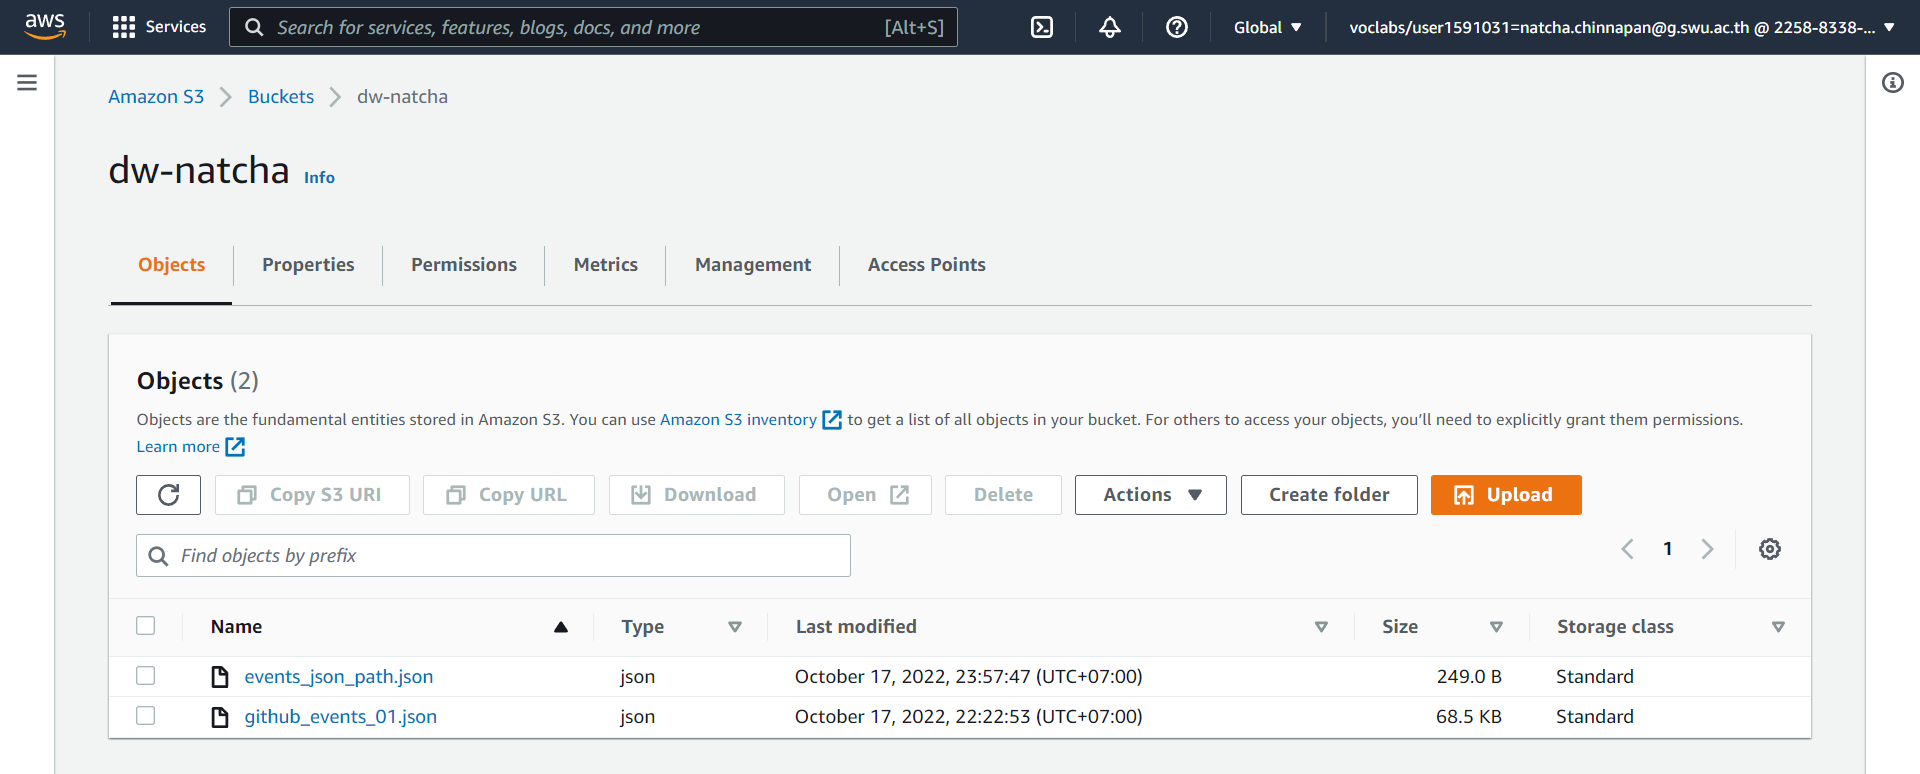 aws Services Search for services, features, blogs, docs, and more [Alt+S] Global voclabs/user1591031=natcha.chinnapan@g.swu.ac.th @ 2258-8338-...
Amazon S3 Buckets dw-natcha
dw-natcha Info
Objects Properties Permissions Metrics Management Access Points
Objects (2)
Objects are the fundamental entities stored in Amazon S3. You can use Amazon S3 inventory to get a list of all objects in your bucket. For others to access your objects, you’ll need to explicitly grant them permissions.
Learn more
Copy S3 URI Copy URL Download Open Delete Actions Create folder Upload
Find objects by prefix 1
Name Type Last modified Size Storage class
events_json_path.json json October 17, 2022, 23:57:47 (UTC+07:00) 249.0 B Standard
github_events_01.json json October 17, 2022, 22:22:53 (UTC+07:00) 68.5 KB Standard